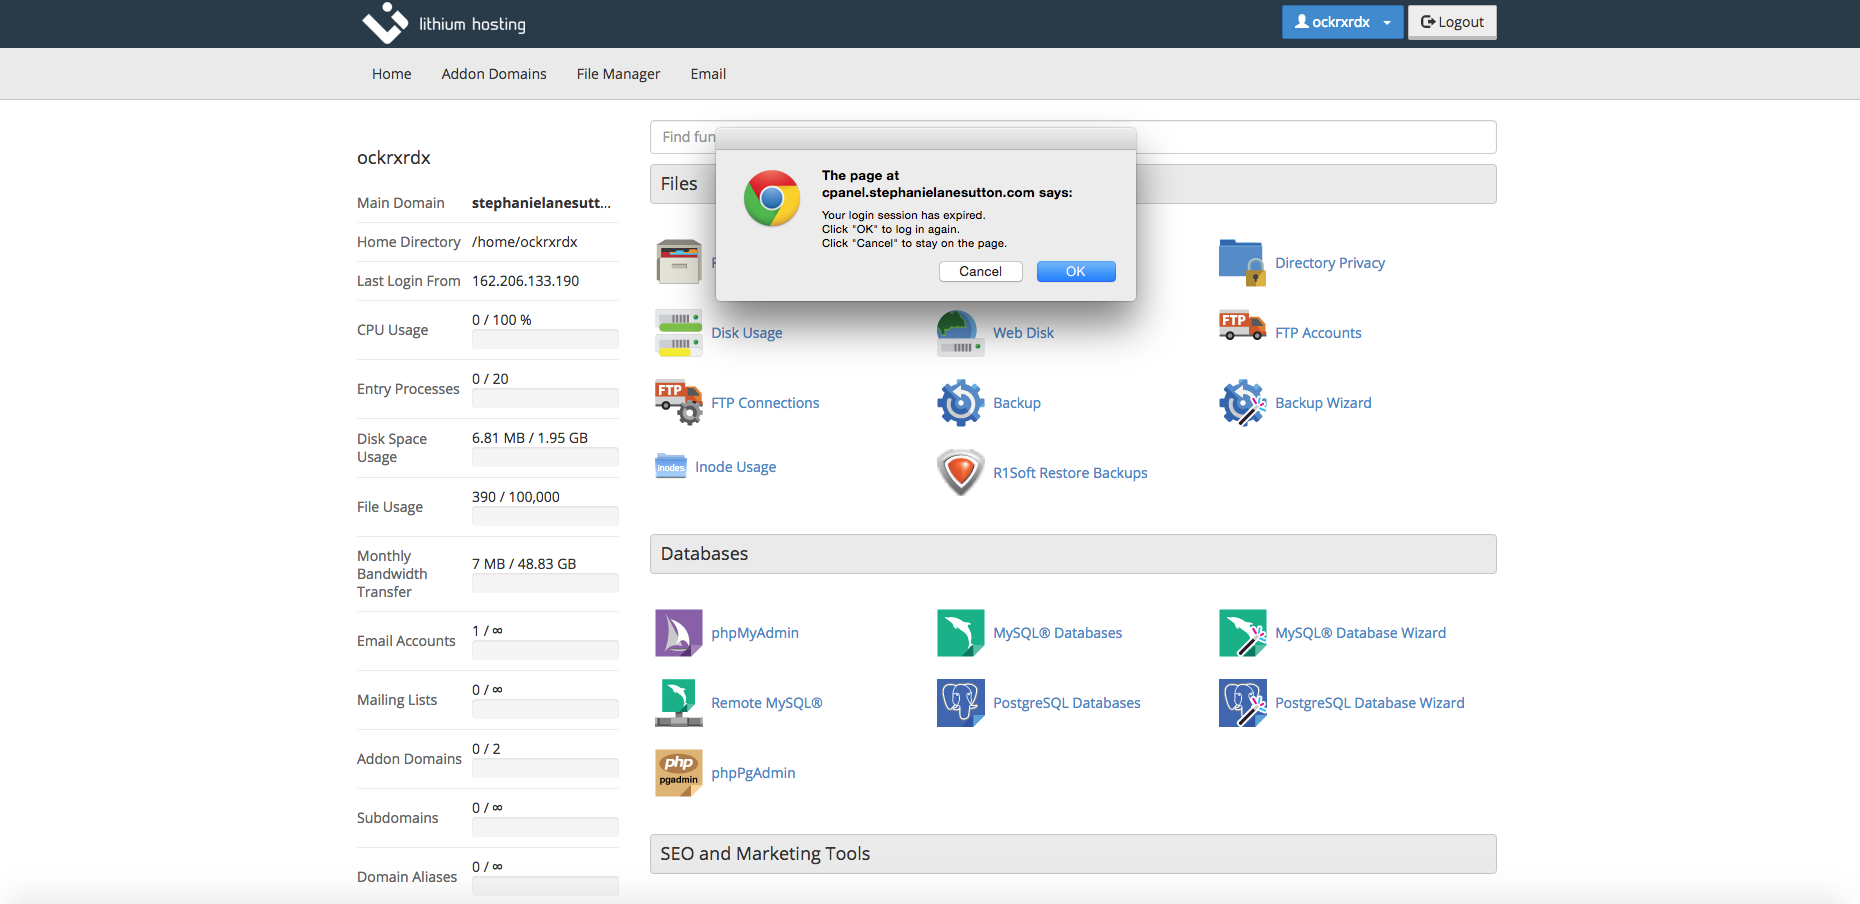 lithium hosting
ockrxrdx
Logout
Home
Addon Domains
File Manager
Email
ockrxrdx
Main Domain stephanielanesutt...
Home Directory /home/ockrxrdx
Last Login From 162.206.133.190
CPU Usage
0 / 100 %
Entry Processes
0 / 20
Disk Space
Usage
6.81 MB / 1.95 GB
File Usage
390 / 100,000
Monthly
Bandwidth
Transfer
7 MB / 48.83 GB
Email Accounts
1 / ∞
Mailing Lists
0 / ∞
Addon Domains
0 / 2
Subdomains
0 / ∞
Domain Aliases
0 / ∞
Find fun
The page at
cpanel.stephanielanesutton.com says:
Your login session has expired.
Click "OK" to log in again.
Click "Cancel" to stay on the page.
Cancel
OK
Files
Directory Privacy
Disk Usage
Web Disk
FTP
FTP Accounts
FTP
FTP Connections
Backup
Backup Wizard
inodes
Inode Usage
R1Soft Restore Backups
Databases
phpMyAdmin
MySQL® Databases
MySQL® Database Wizard
Remote MySQL®
PostgreSQL Databases
PostgreSQL Database Wizard
php
pgadmin
phpPgAdmin
SEO and Marketing Tools